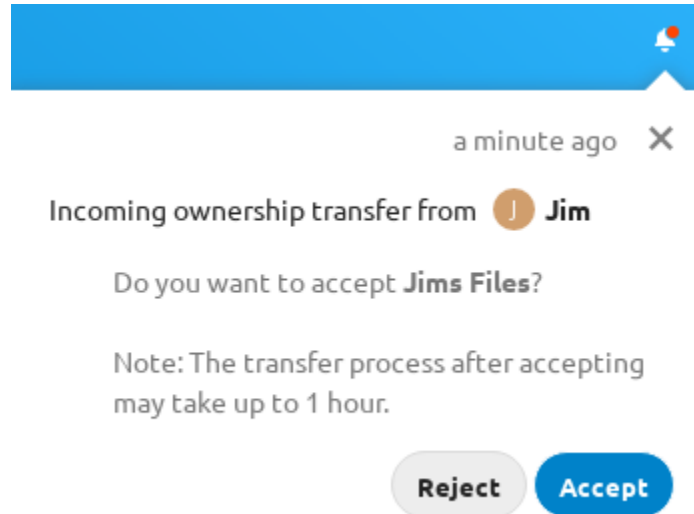 a minute ago
Incoming ownership transfer from J Jim
Do you want to accept Jims Files?
Note: The transfer process after accepting
may take up to 1 hour.
Reject Accept